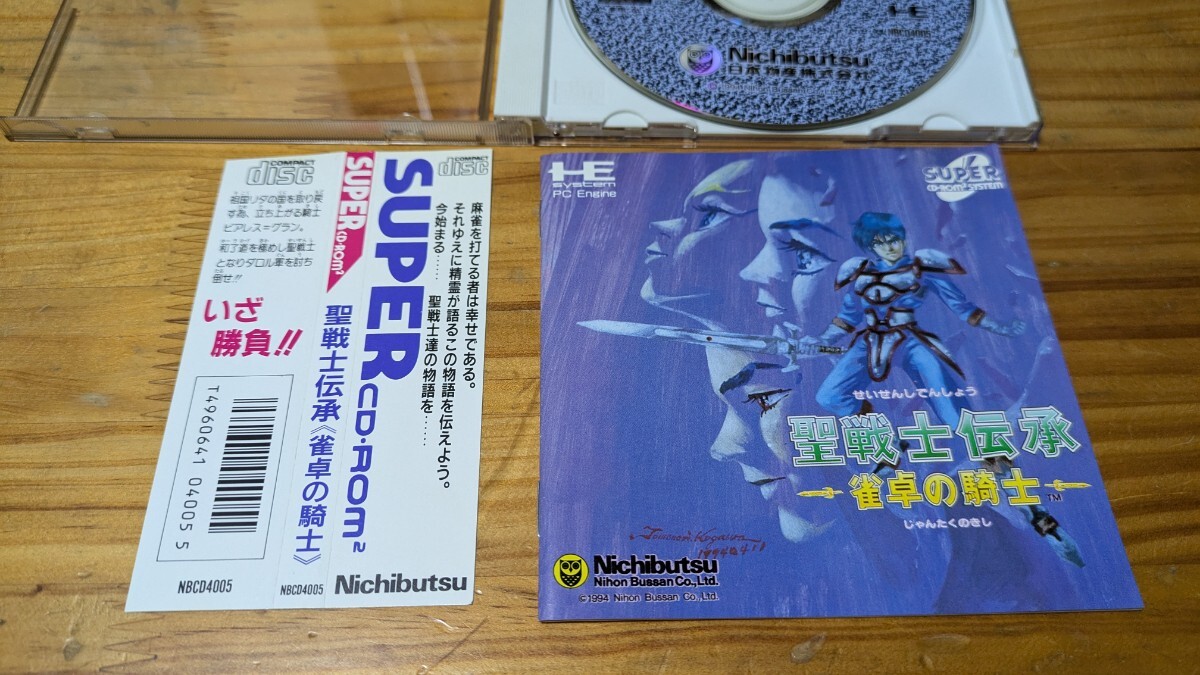 HE
NBCD4005
Nichibutsu
日本物産株式会社
COMPACT
disc
祖国リダの国を取り戻
す為、立ち上がる騎士
ピアレス=グラン。
和了道を極めし聖戦士
となりダロル軍を討ち
倒せ!!
いざ
勝負!!
T4960641 04005 5
NBCD4005
SUPER CD-ROM²
聖戦士伝承《雀卓の騎士》
NBCD4005
SUPER CD-ROM²
Nichibutsu
COMPACT
disc
麻雀を打てる者は幸せである。
それゆえに精霊が語るこの物語を伝えよう。
今始まる…… 聖戦士達の物語を……
HE
system
PC Engine
SUPER
CD-ROM² SYSTEM
せいせんしでんしょう
聖戦士伝承
雀卓の騎士™
じゃんたくのきし
Nichibutsu
Nihon Bussan Co., Ltd.
©1994 Nihon Bussan Co., Ltd.